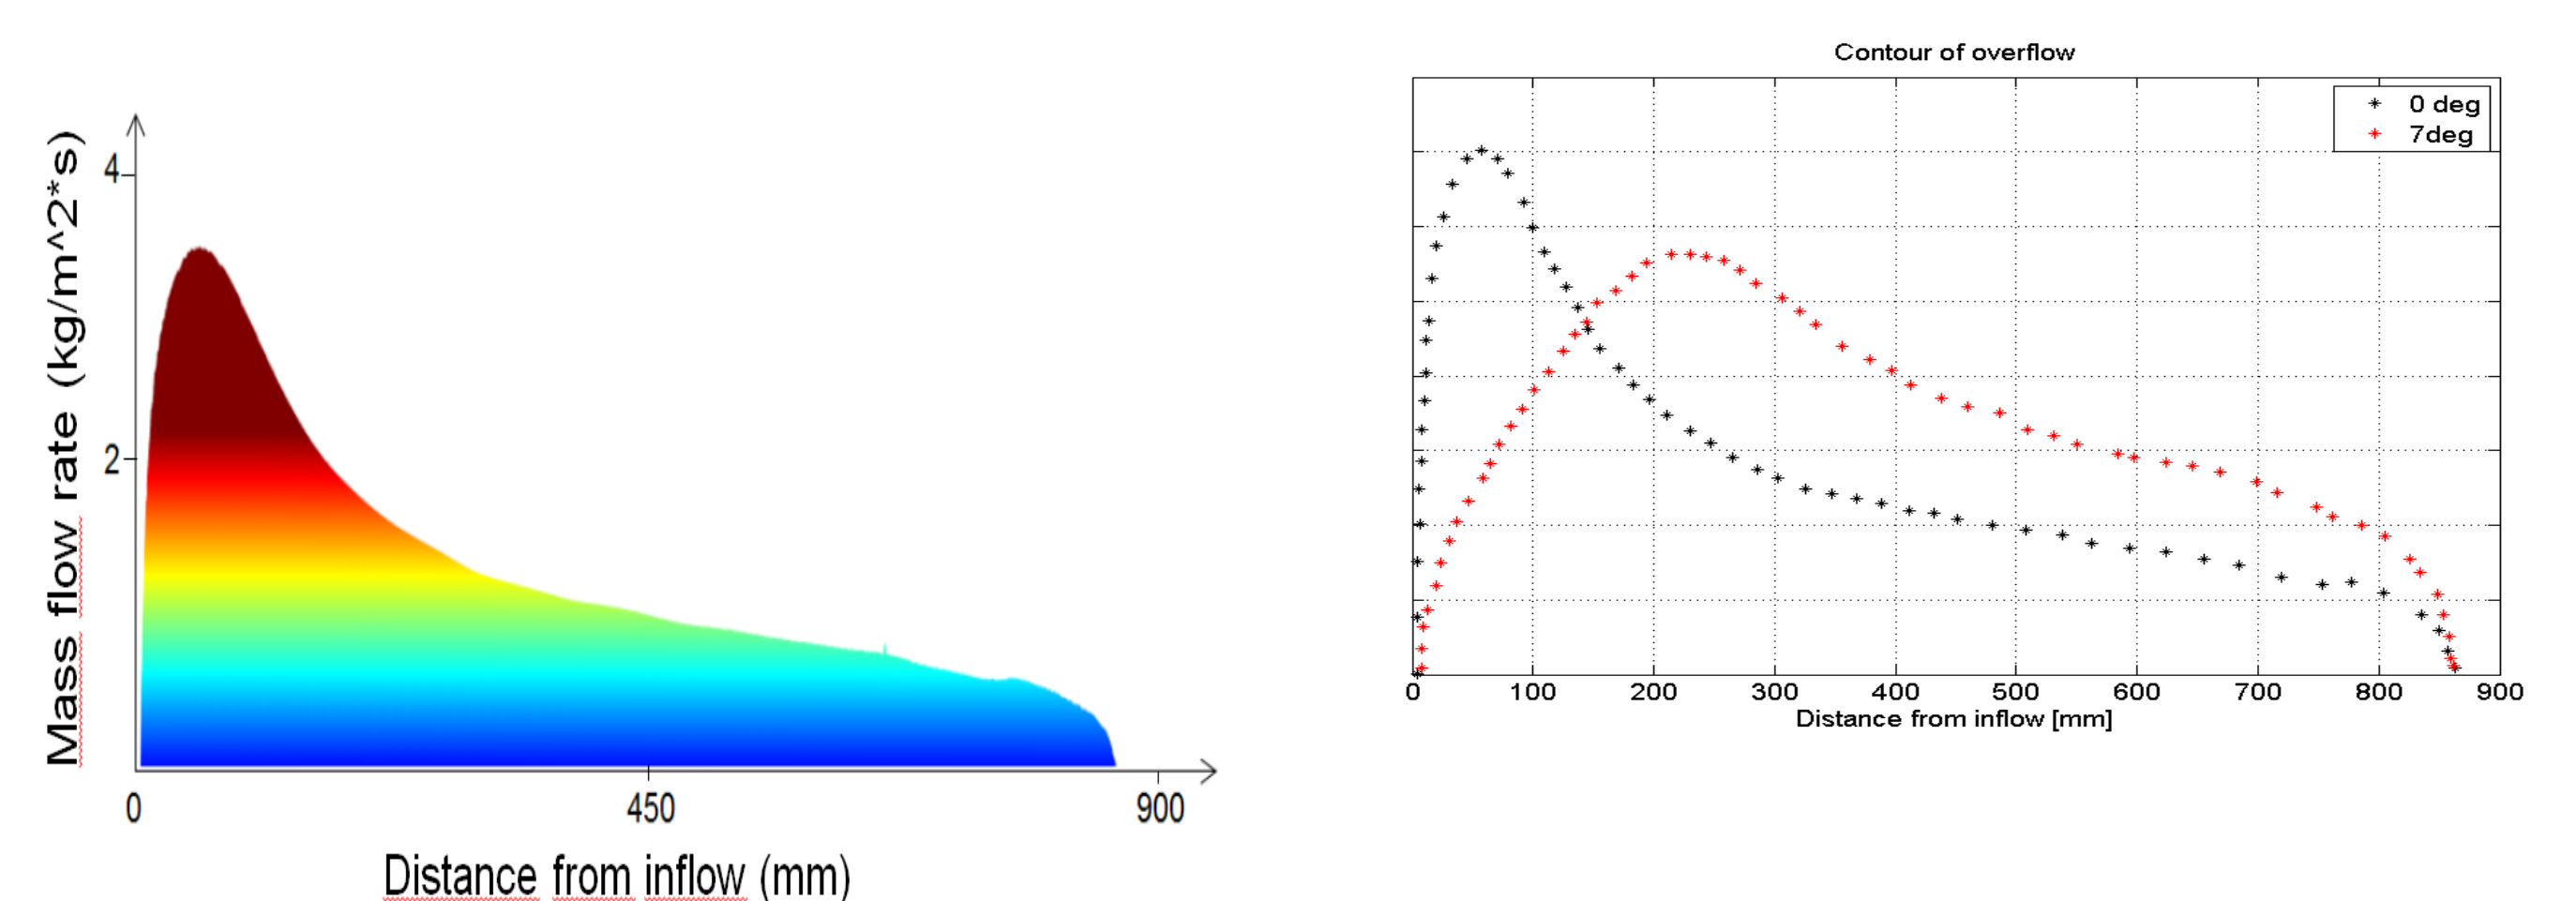 Mass flow rate (kg/m^2*s)
4
2
0 450 900
Distance from inflow (mm)
Contour of overflow
0 deg
7deg
0 100 200 300 400 500 600 700 800 900
Distance from inflow [mm]